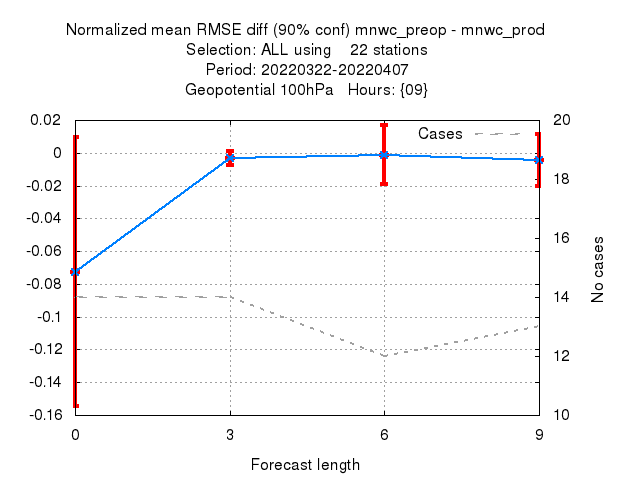 Normalized mean RMSE diff (90% conf) mnwc_preop - mnwc_prod
Selection: ALL using    22 stations
Period: 20220322-20220407
Geopotential 100hPa   Hours: {09}
Cases
0.02
0
-0.02
-0.04
-0.06
-0.08
-0.1
-0.12
-0.14
-0.16
20
18
16
14
12
10
No cases
0 3 6 9
Forecast length